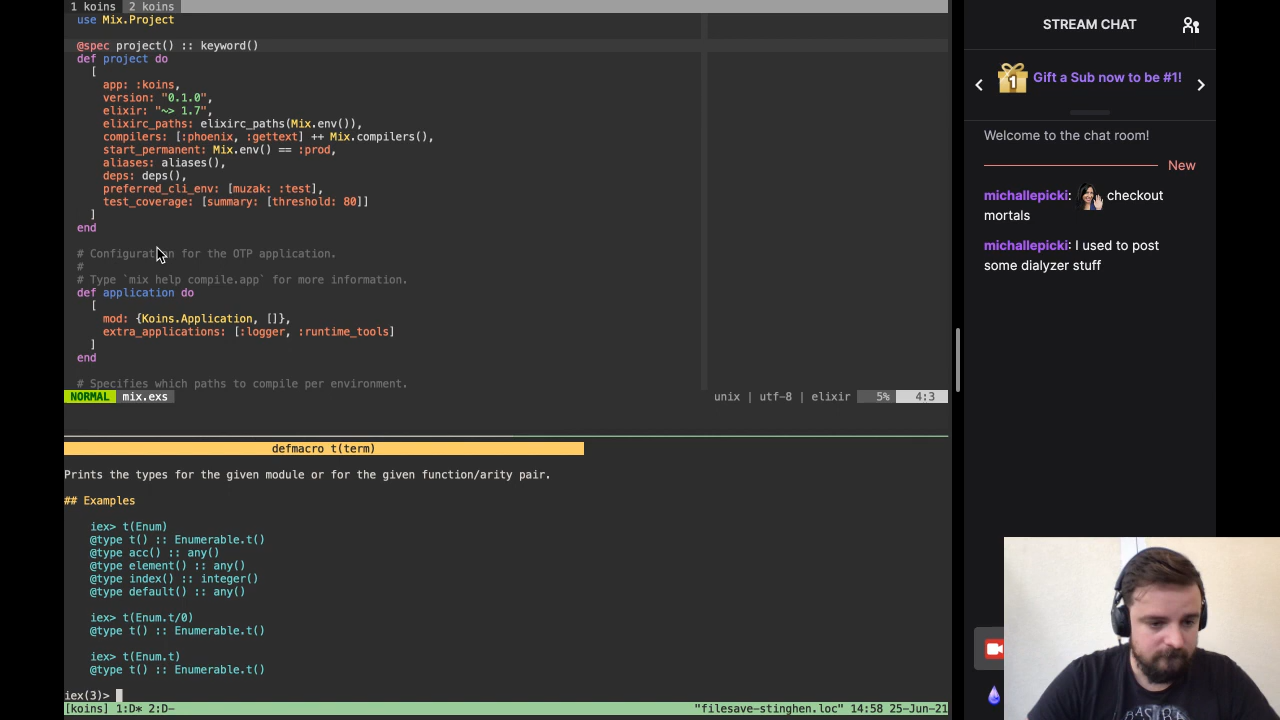 1 koins  2 koins
use Mix.Project
@spec project() :: keyword()
def project do
[
app: :koins,
version: "0.1.0",
elixir: "~> 1.7",
elixirc_paths: elixirc_paths(Mix.env()),
compilers: [:phoenix, :gettext] ++ Mix.compilers(),
start_permanent: Mix.env() == :prod,
aliases: aliases(),
deps: deps(),
preferred_cli_env: [muzak: :test],
test_coverage: [summary: [threshold: 80]]
]
end
# Configuration for the OTP application.
#
# Type `mix help compile.app` for more information.
def application do
[
mod: {Koins.Application, []},
extra_applications: [:logger, :runtime_tools]
]
end
# Specifies which paths to compile per environment.
NORMAL mix.exs unix | utf-8 | elixir 5% 4:3
defmacro t(term)
Prints the types for the given module or for the given function/arity pair.
## Examples
iex> t(Enum)
@type t() :: Enumerable.t()
@type acc() :: any()
@type element() :: any()
@type index() :: integer()
@type default() :: any()
iex> t(Enum.t/0)
@type t() :: Enumerable.t()
iex> t(Enum.t)
@type t() :: Enumerable.t()
iex(3)>
[koins] 1:D* 2:D- "filesave-stinghen.loc" 14:58 25-Jun-21
STREAM CHAT
1 Gift a Sub now to be #1!
Welcome to the chat room!
New
michallepicki: checkout
mortals
michallepicki: I used to post
some dialyzer stuff